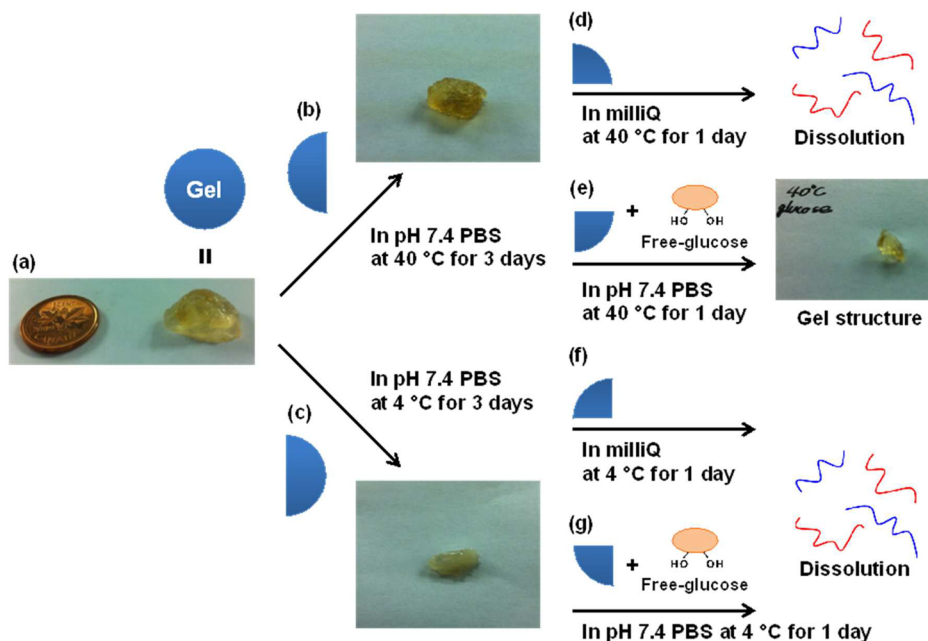 (a)
Gel
=
(b)
In pH 7.4 PBS
at 40 °C for 3 days
(c)
In pH 7.4 PBS
at 4 °C for 3 days
(d)
In milliQ
at 40 °C for 1 day
Dissolution
(e)
+
HO
OH
Free-glucose
In pH 7.4 PBS
at 40 °C for 1 day
40°C
glucose
Gel structure
(f)
In milliQ
at 4 °C for 1 day
(g)
+
HO
OH
Free-glucose
In pH 7.4 PBS at 4 °C for 1 day
Dissolution